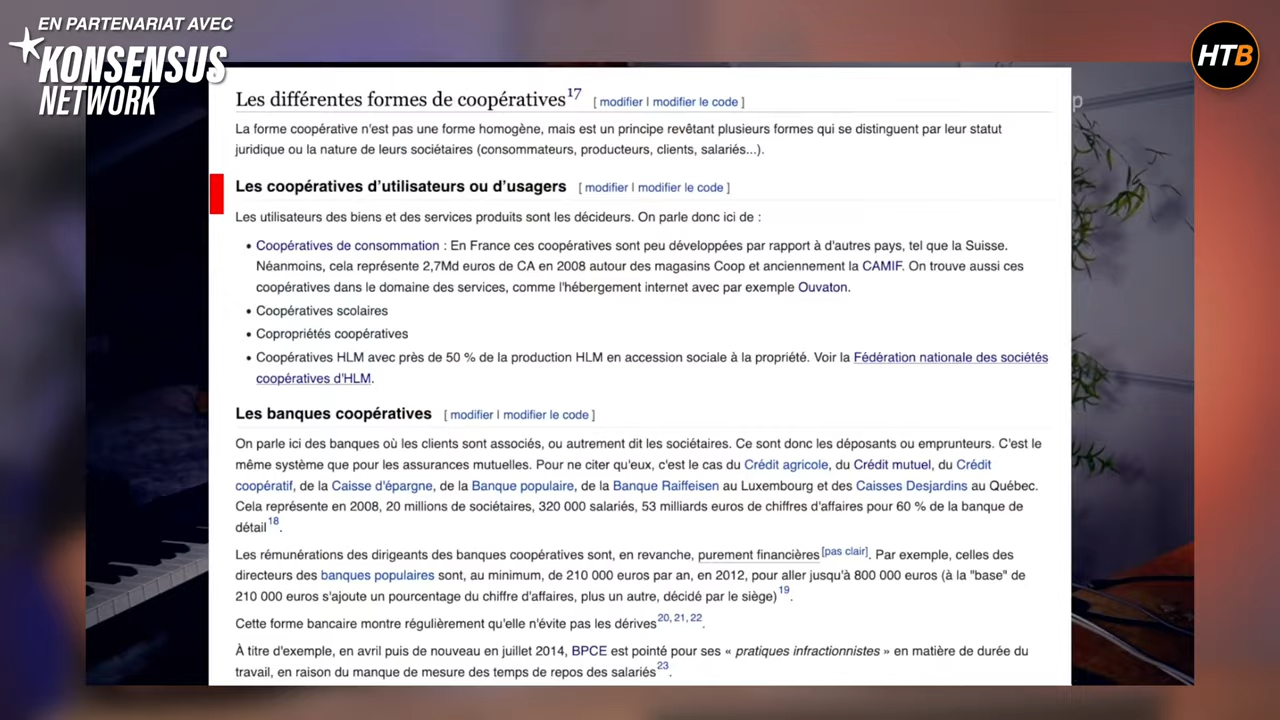 EN PARTENARIAT AVEC
KONSENSUS
NETWORK
HTB
p
Les différentes formes de coopératives17 [ modifier | modifier le code ]
La forme coopérative n'est pas une forme homogène, mais est un principe revêtant plusieurs formes qui se distinguent par leur statut
juridique ou la nature de leurs sociétaires (consommateurs, producteurs, clients, salariés...).
Les coopératives d’utilisateurs ou d’usagers [ modifier | modifier le code ]
Les utilisateurs des biens et des services produits sont les décideurs. On parle donc ici de :
• Coopératives de consommation : En France ces coopératives sont peu développées par rapport à d'autres pays, tel que la Suisse.
Néanmoins, cela représente 2,7Md euros de CA en 2008 autour des magasins Coop et anciennement la CAMIF. On trouve aussi ces
coopératives dans le domaine des services, comme l'hébergement internet avec par exemple Ouvaton.
• Coopératives scolaires
• Copropriétés coopératives
• Coopératives HLM avec près de 50 % de la production HLM en accession sociale à la propriété. Voir la Fédération nationale des sociétés
coopératives d'HLM.
Les banques coopératives [ modifier | modifier le code ]
On parle ici des banques où les clients sont associés, ou autrement dit les sociétaires. Ce sont donc les déposants ou emprunteurs. C'est le
même système que pour les assurances mutuelles. Pour ne citer qu'eux, c'est le cas du Crédit agricole, du Crédit mutuel, du Crédit
coopératif, de la Caisse d'épargne, de la Banque populaire, de la Banque Raiffeisen au Luxembourg et des Caisses Desjardins au Québec.
Cela représente en 2008, 20 millions de sociétaires, 320 000 salariés, 53 milliards euros de chiffres d'affaires pour 60 % de la banque de
détail18.
Les rémunérations des dirigeants des banques coopératives sont, en revanche, purement financières[pas clair]. Par exemple, celles des
directeurs des banques populaires sont, au minimum, de 210 000 euros par an, en 2012, pour aller jusqu'à 800 000 euros (à la "base" de
210 000 euros s'ajoute un pourcentage du chiffre d'affaires, plus un autre, décidé par le siège)19.
Cette forme bancaire montre régulièrement qu'elle n'évite pas les dérives20, 21, 22.
À titre d'exemple, en avril puis de nouveau en juillet 2014, BPCE est pointé pour ses « pratiques infractionnistes » en matière de durée du
travail, en raison du manque de mesure des temps de repos des salariés23.